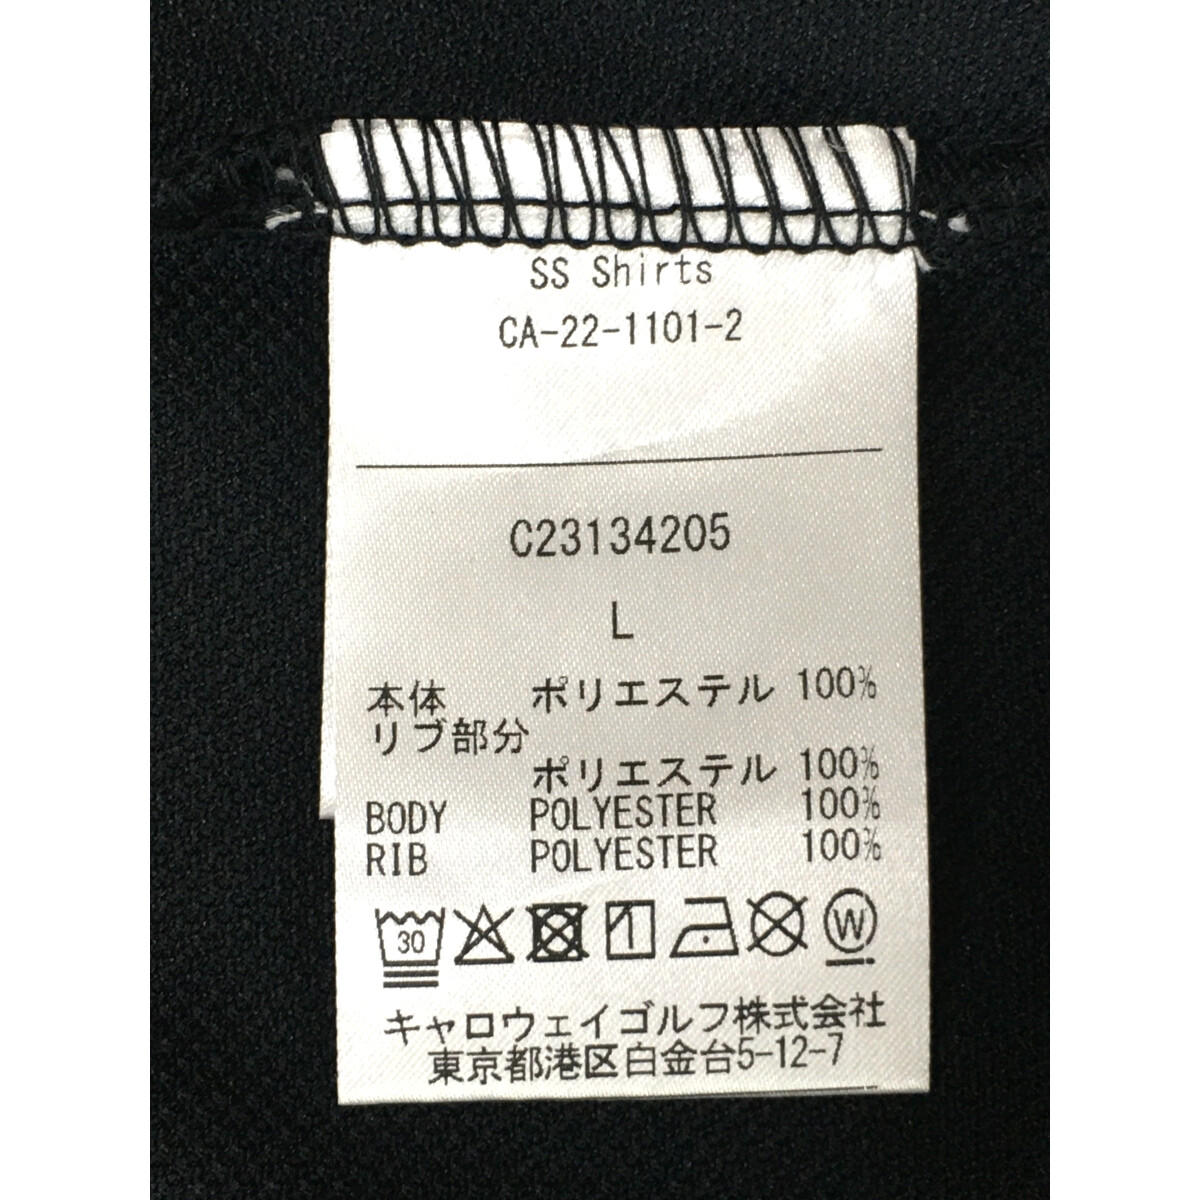 SS Shirts
CA-22-1101-2
C23134205
L
本体 ポリエステル 100%
リブ部分
ポリエステル 100%
BODY POLYESTER 100%
RIB POLYESTER 100%
30 W
キャロウェイゴルフ株式会社
東京都港区白金台5-12-7